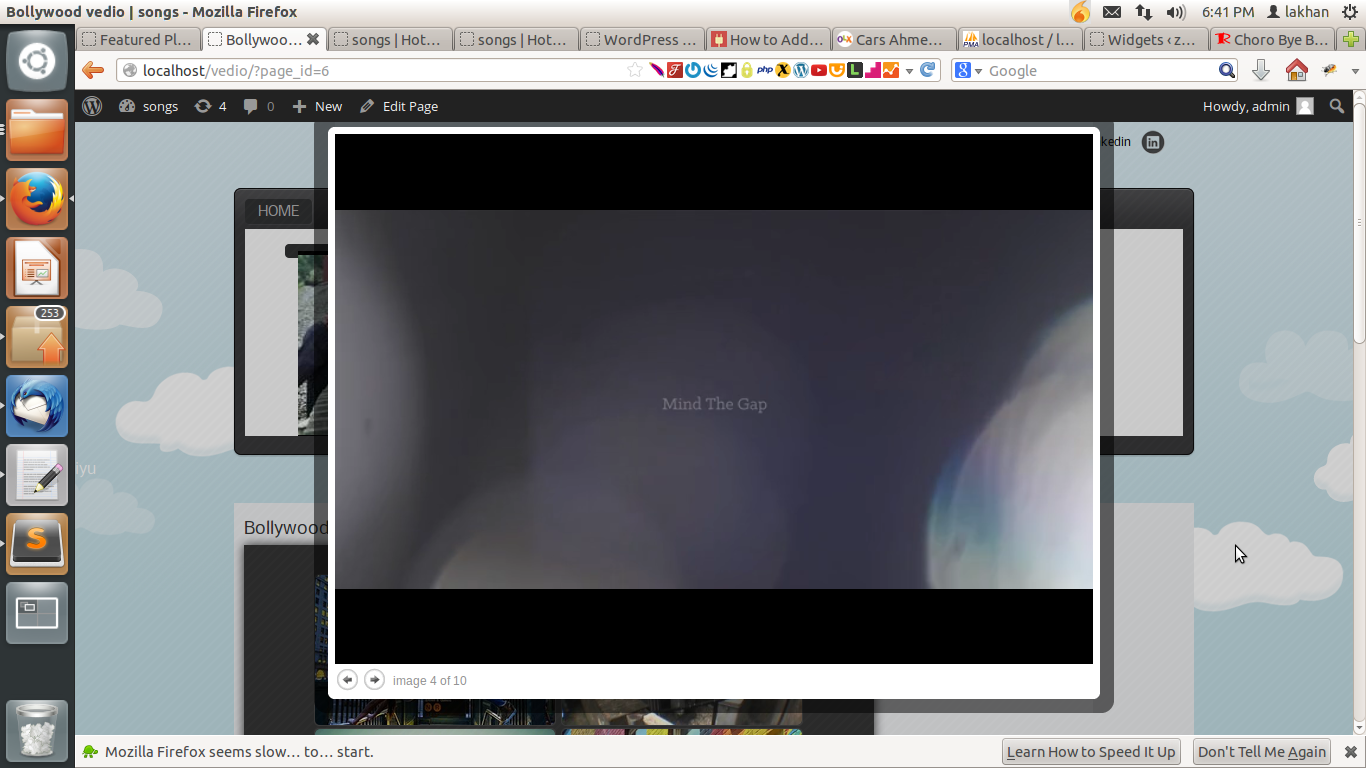 Bollywood vedio | songs - Mozilla Firefox
6:41 PM lakhan
Featured Pl...
Bollywoo...
songs | Hot...
songs | Hot...
WordPress ...
How to Add...
Cars Ahme...
localhost / l...
Widgets ‹ z...
Choro Bye B...
localhost/vedio/?page_id=6
php
Google
songs 4 0 New Edit Page
Howdy, admin
kedin
HOME
253
Mind The Gap
iyu
Bollywood
image 4 of 10
Mozilla Firefox seems slow... to... start.
Learn How to Speed It Up
Don't Tell Me Again